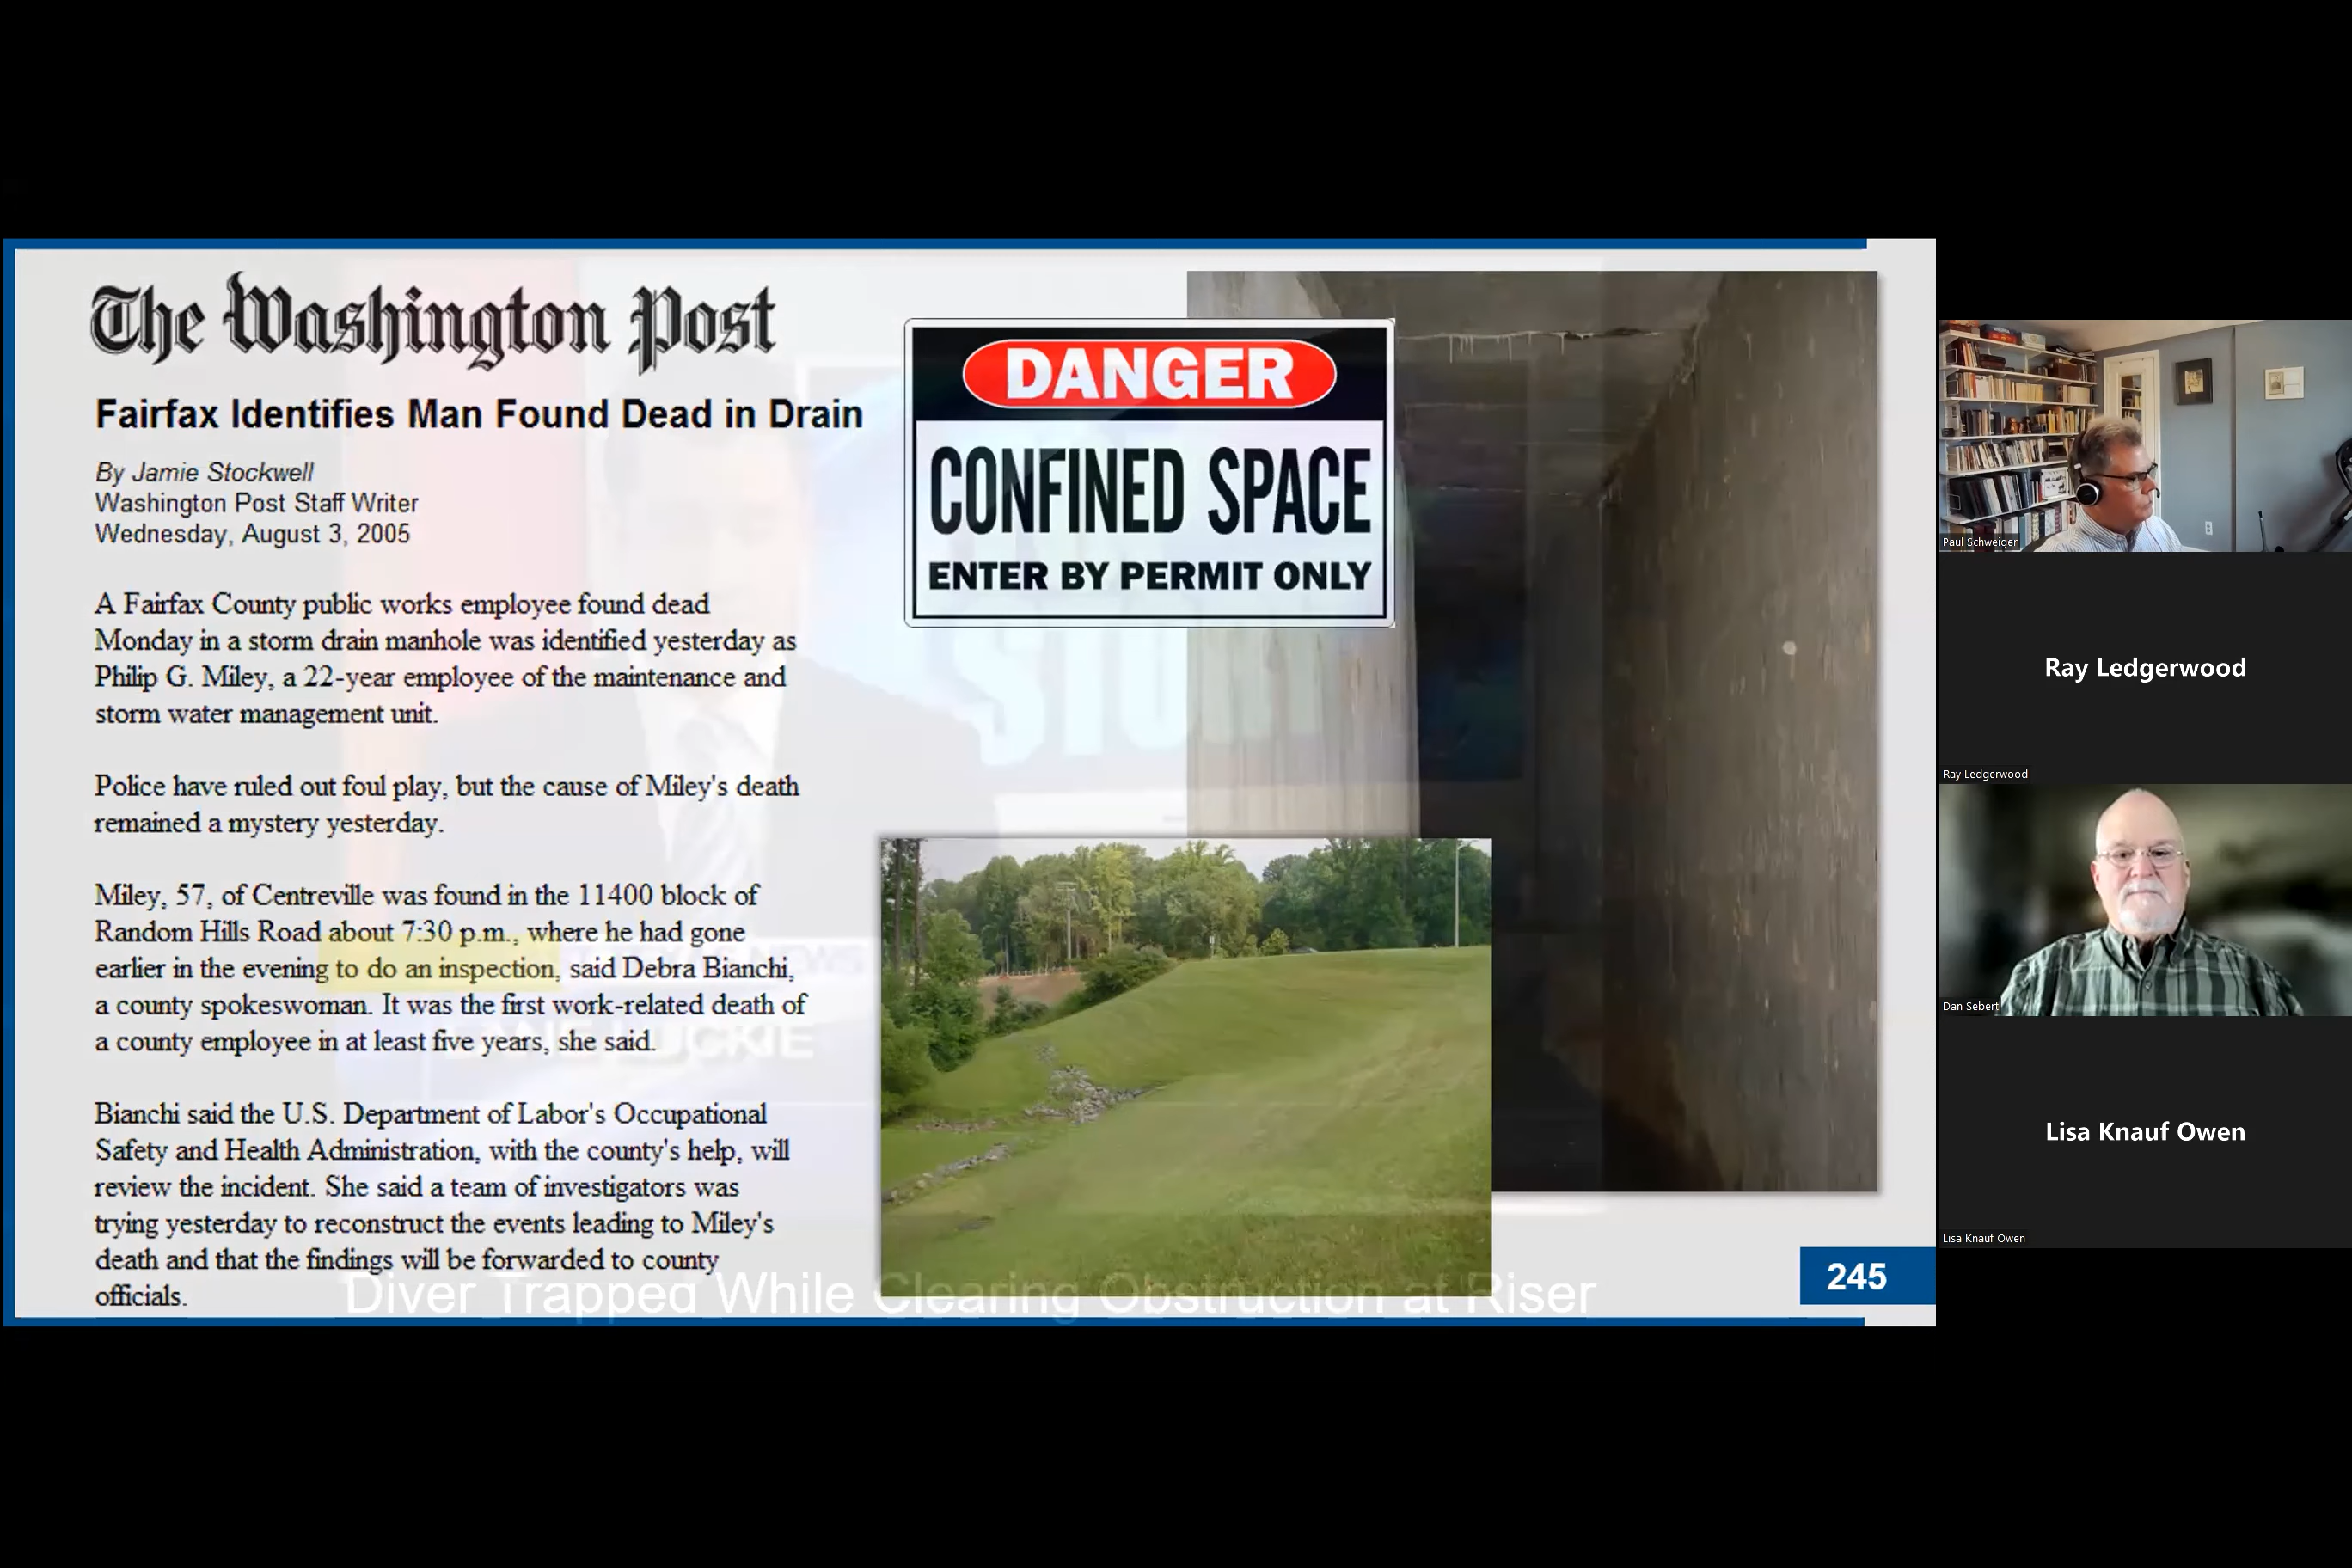 The Washington Post
Fairfax Identifies Man Found Dead in Drain
By Jamie Stockwell
Washington Post Staff Writer
Wednesday, August 3, 2005
A Fairfax County public works employee found dead
Monday in a storm drain manhole was identified yesterday as
Philip G. Miley, a 22-year employee of the maintenance and
storm water management unit.
Police have ruled out foul play, but the cause of Miley's death
remained a mystery yesterday.
Miley, 57, of Centreville was found in the 11400 block of
Random Hills Road about 7:30 p.m., where he had gone
earlier in the evening to do an inspection, said Debra Bianchi,
a county spokeswoman. It was the first work-related death of
a county employee in at least five years, she said.
Bianchi said the U.S. Department of Labor's Occupational
Safety and Health Administration, with the county's help, will
review the incident. She said a team of investigators was
trying yesterday to reconstruct the events leading to Miley's
death and that the findings will be forwarded to county
officials.
DANGER
CONFINED SPACE
ENTER BY PERMIT ONLY
NEWS
LUCKIE
Diver Trapped While Clearing Obstruction at Riser
245
Paul Schweiger
Ray Ledgerwood
Ray Ledgerwood
Dan Sebert
Lisa Knauf Owen
Lisa Knauf Owen